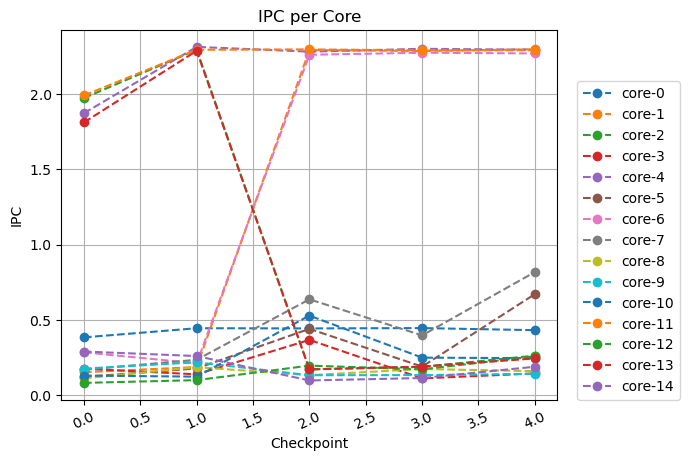 IPC per Core
IPC
2.0
1.5
1.0
0.5
0.0
0.0 0.5 1.0 1.5 2.0 2.5 3.0 3.5 4.0
Checkpoint
core-0
core-1
core-2
core-3
core-4
core-5
core-6
core-7
core-8
core-9
core-10
core-11
core-12
core-13
core-14